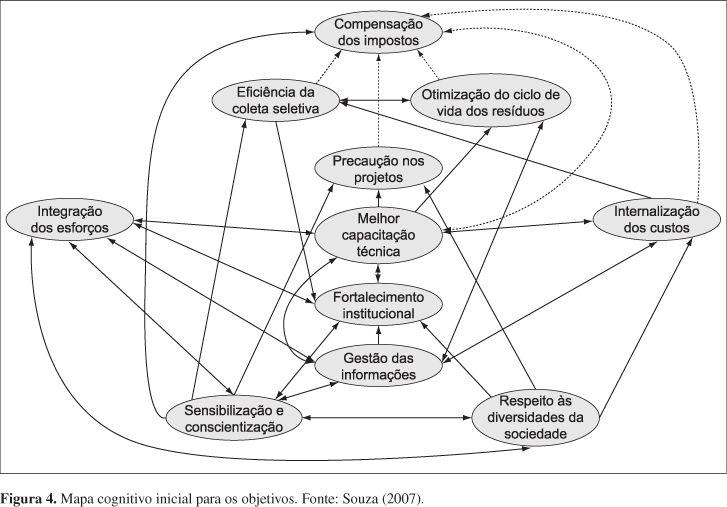 Compensação
dos impostos
Eficiência da
coleta seletiva
Otimização do ciclo de
vida dos resíduos
Precaução nos
projetos
Integração
dos esforços
Melhor
capacitação
técnica
Internalização
dos custos
Fortalecimento
institucional
Gestão das
informações
Sensibilização e
conscientização
Respeito às
diversidades da
sociedade
Figura 4. Mapa cognitivo inicial para os objetivos. Fonte: Souza (2007).